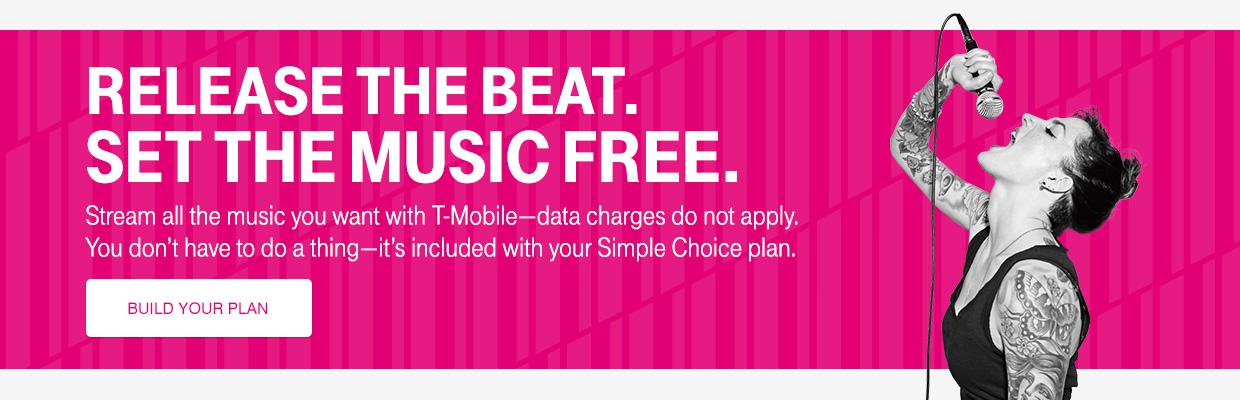 RELEASE THE BEAT.
SET THE MUSIC FREE.
Stream all the music you want with T-Mobile—data charges do not apply.
You don’t have to do a thing—it’s included with your Simple Choice plan.
BUILD YOUR PLAN